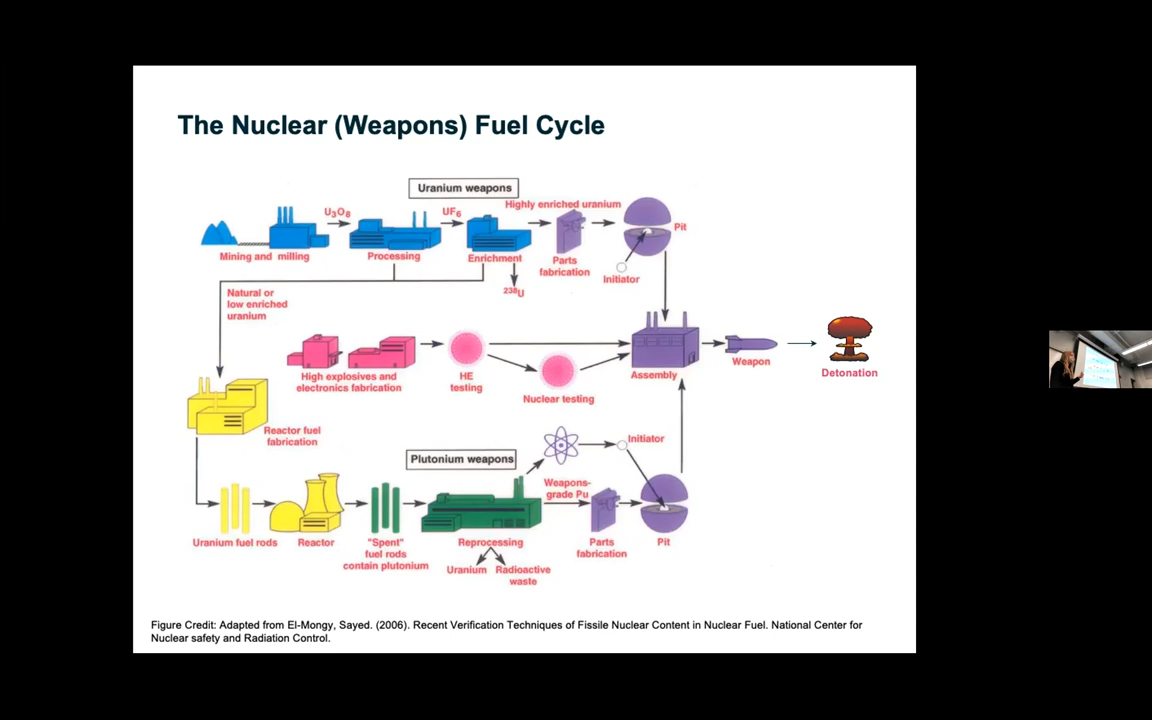 The Nuclear (Weapons) Fuel Cycle
Uranium weapons
U₃O₈
UF₆
Highly enriched uranium
Pit
Mining and milling
Processing
Enrichment
Parts
fabrication
Initiator
²³⁸U
Natural or
low enriched
uranium
High explosives and
electronics fabrication
HE
testing
Nuclear testing
Assembly
Weapon
Detonation
Reactor fuel
fabrication
Plutonium weapons
Initiator
Weapons-
grade Pu
Uranium fuel rods
Reactor
"Spent"
fuel rods
contain plutonium
Reprocessing
Parts
fabrication
Pit
Uranium
Radioactive
waste
Figure Credit: Adapted from El-Mongy, Sayed. (2006). Recent Verification Techniques of Fissile Nuclear Content in Nuclear Fuel. National Center for
Nuclear safety and Radiation Control.